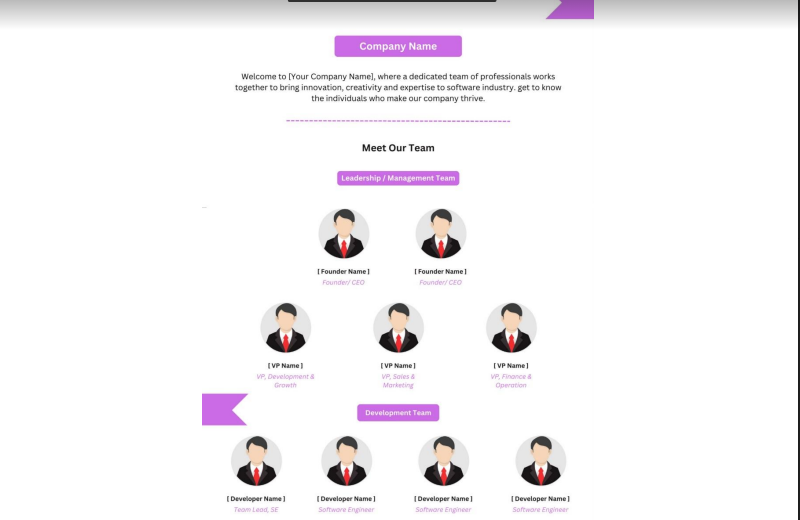 Company Name
Welcome to [Your Company Name], where a dedicated team of professionals works
together to bring innovation, creativity and expertise to software industry. get to know
the individuals who make our company thrive.
Meet Our Team
Leadership / Management Team
[ Founder Name ] [ Founder Name ]
Founder/ CEO Founder/ CEO
[ VP Name ] [ VP Name ] [ VP Name ]
VP, Development & VP, Sales & VP, Finance &
Growth Marketing Operation
Development Team
[ Developer Name ] [ Developer Name ] [ Developer Name ] [ Developer Name ]
Team Lead, SE Software Engineer Software Engineer Software Engineer